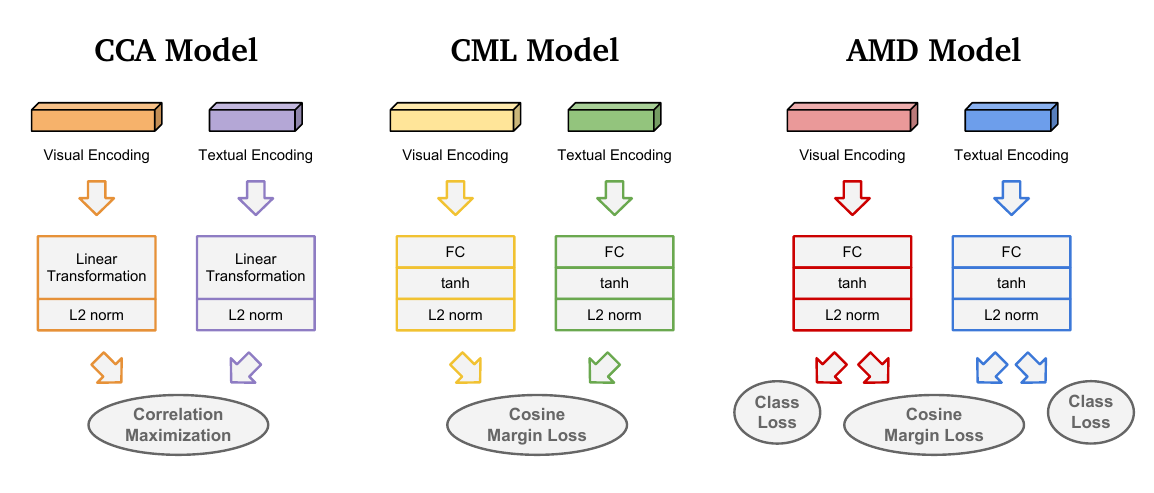 CCA Model
Visual Encoding
Textual Encoding
Linear
Transformation
L2 norm
Linear
Transformation
L2 norm
Correlation
Maximization
CML Model
Visual Encoding
Textual Encoding
FC
tanh
L2 norm
FC
tanh
L2 norm
Cosine
Margin Loss
AMD Model
Visual Encoding
Textual Encoding
FC
tanh
L2 norm
FC
tanh
L2 norm
Class
Loss
Cosine
Margin Loss
Class
Loss